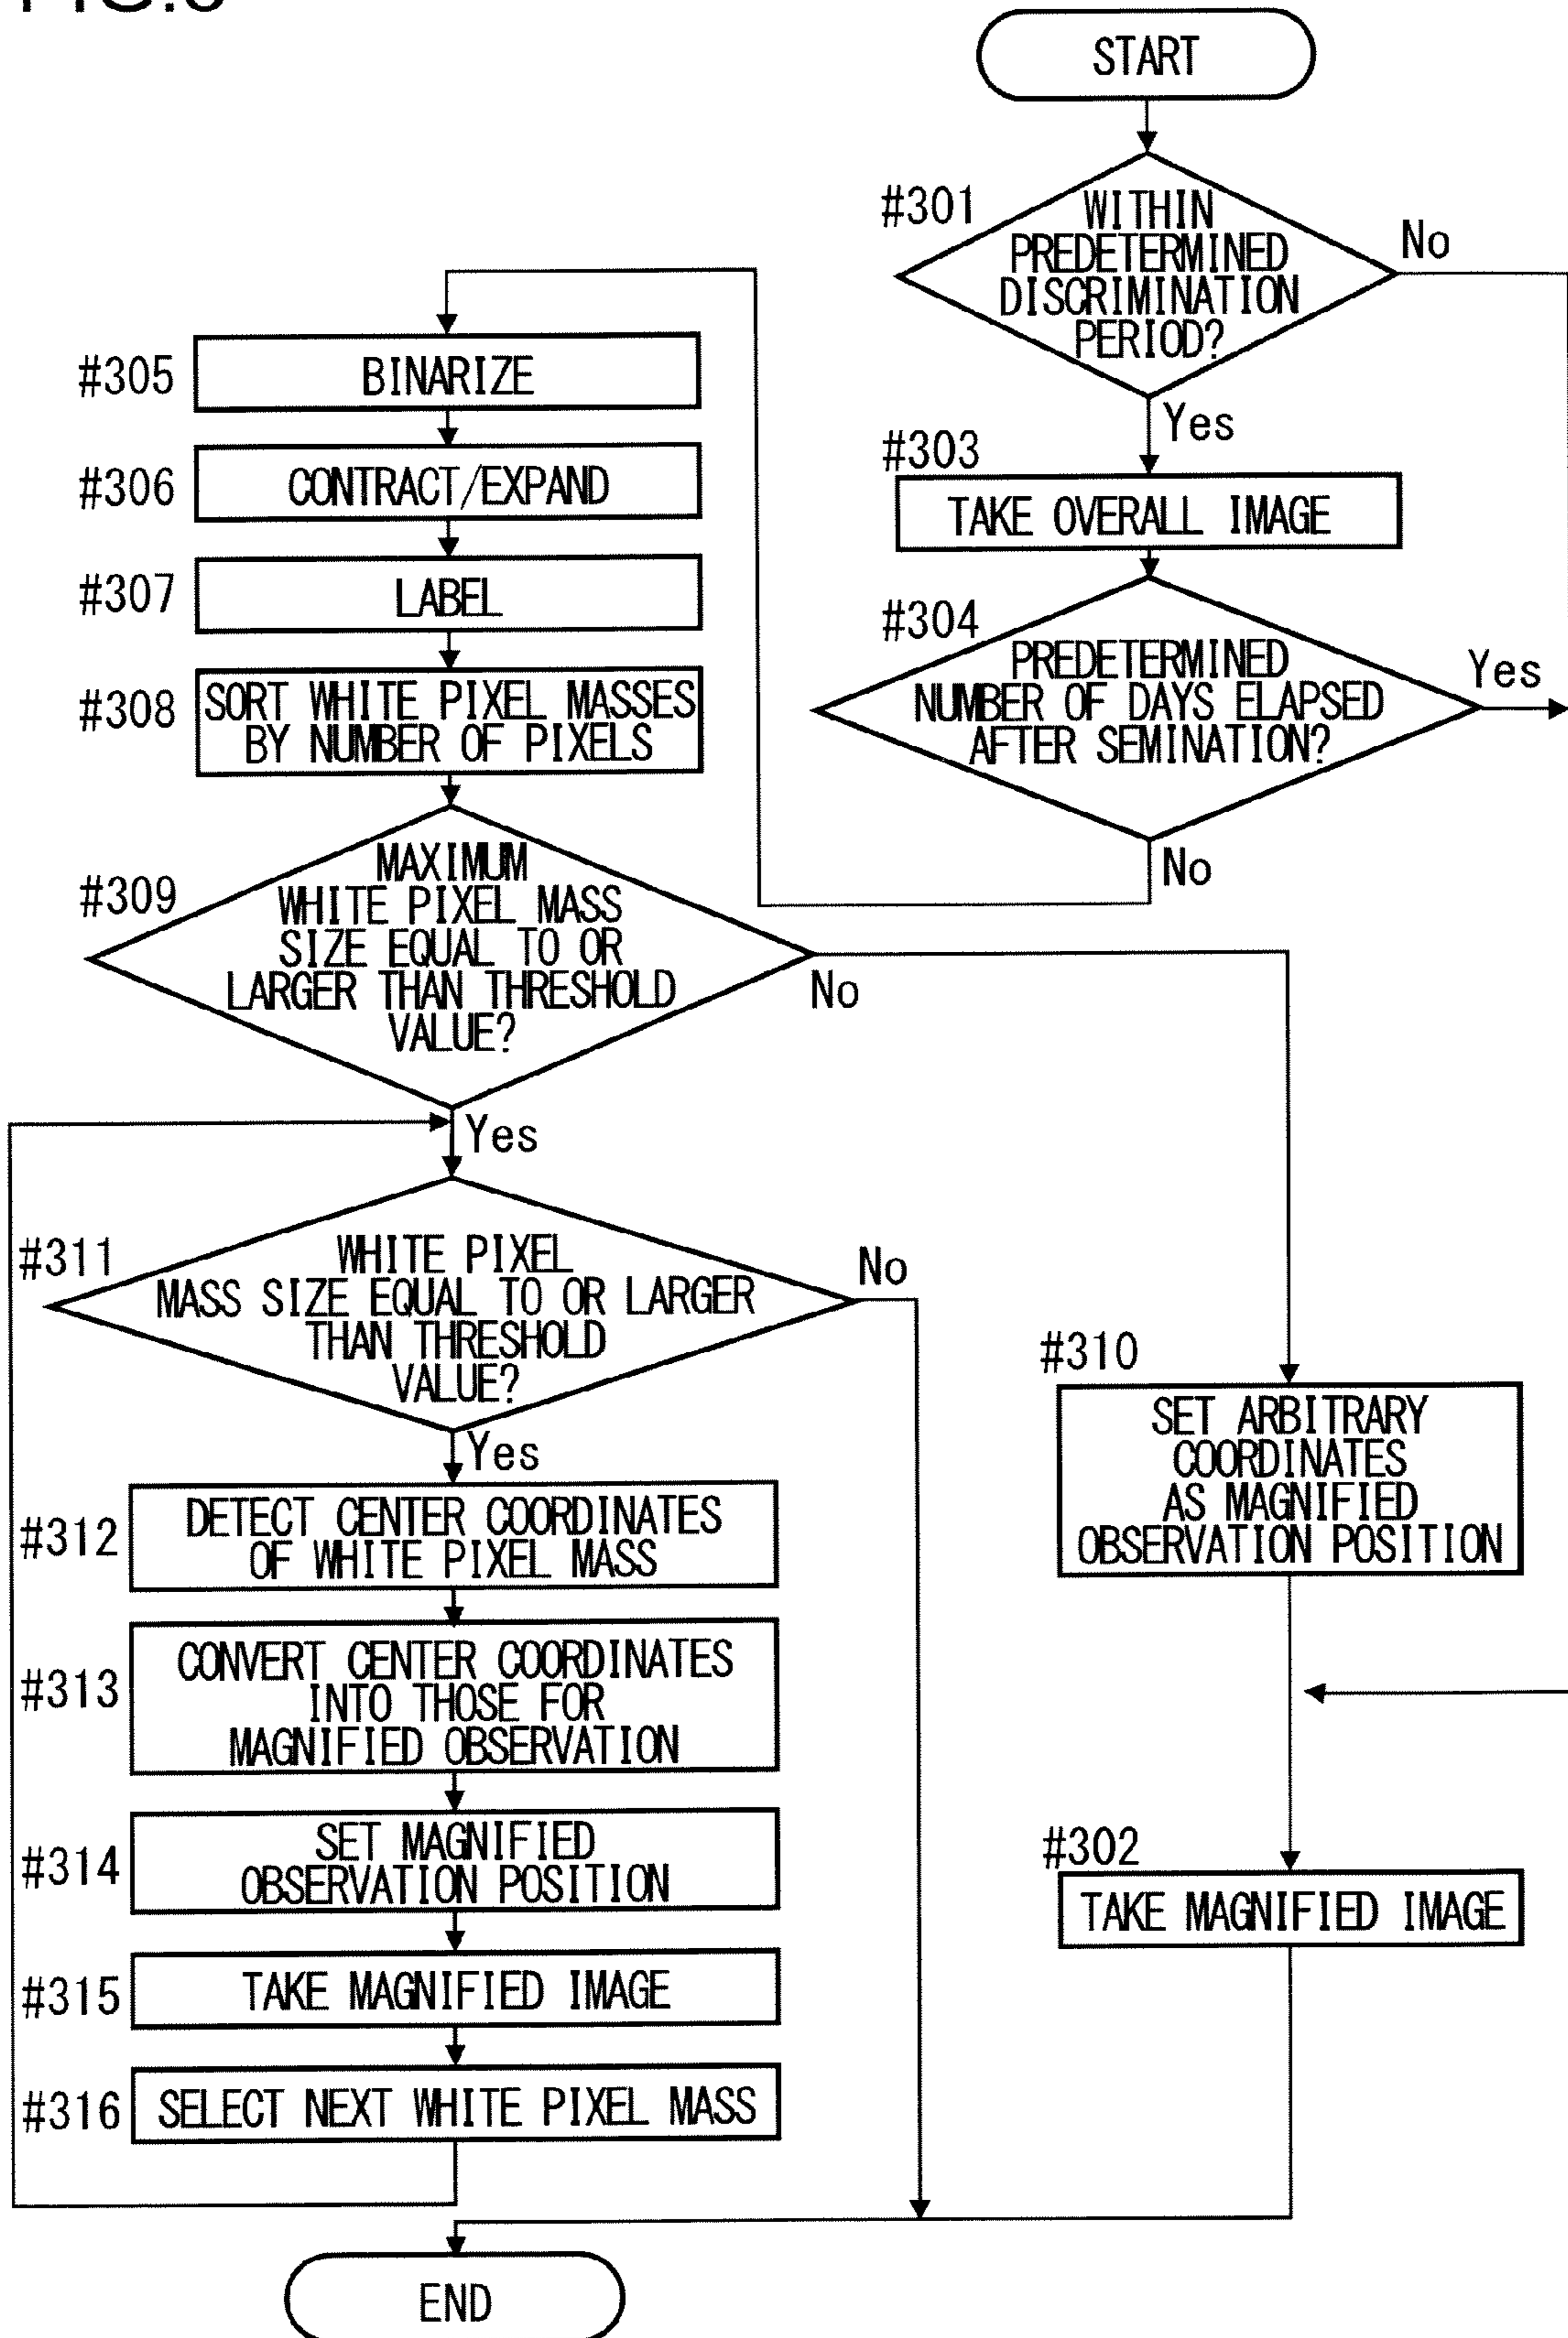 START
#301
WITHIN
PREDETERMINED
DISCRIMINATION
PERIOD?
No
Yes
#303
TAKE OVERALL IMAGE
#304
PREDETERMINED
NUMBER OF DAYS ELAPSED
AFTER SEMINATION?
Yes
No
#305
BINARIZE
#306
CONTRACT/EXPAND
#307
LABEL
#308
SORT WHITE PIXEL MASSES
BY NUMBER OF PIXELS
#309
MAXIMUM
WHITE PIXEL MASS
SIZE EQUAL TO OR
LARGER THAN THRESHOLD
VALUE?
No
Yes
#311
WHITE PIXEL
MASS SIZE EQUAL TO OR LARGER
THAN THRESHOLD
VALUE?
No
Yes
#312
DETECT CENTER COORDINATES
OF WHITE PIXEL MASS
#313
CONVERT CENTER COORDINATES
INTO THOSE FOR
MAGNIFIED OBSERVATION
#314
SET MAGNIFIED
OBSERVATION POSITION
#315
TAKE MAGNIFIED IMAGE
#316
SELECT NEXT WHITE PIXEL MASS
#310
SET ARBITRARY
COORDINATES
AS MAGNIFIED
OBSERVATION POSITION
#302
TAKE MAGNIFIED IMAGE
END